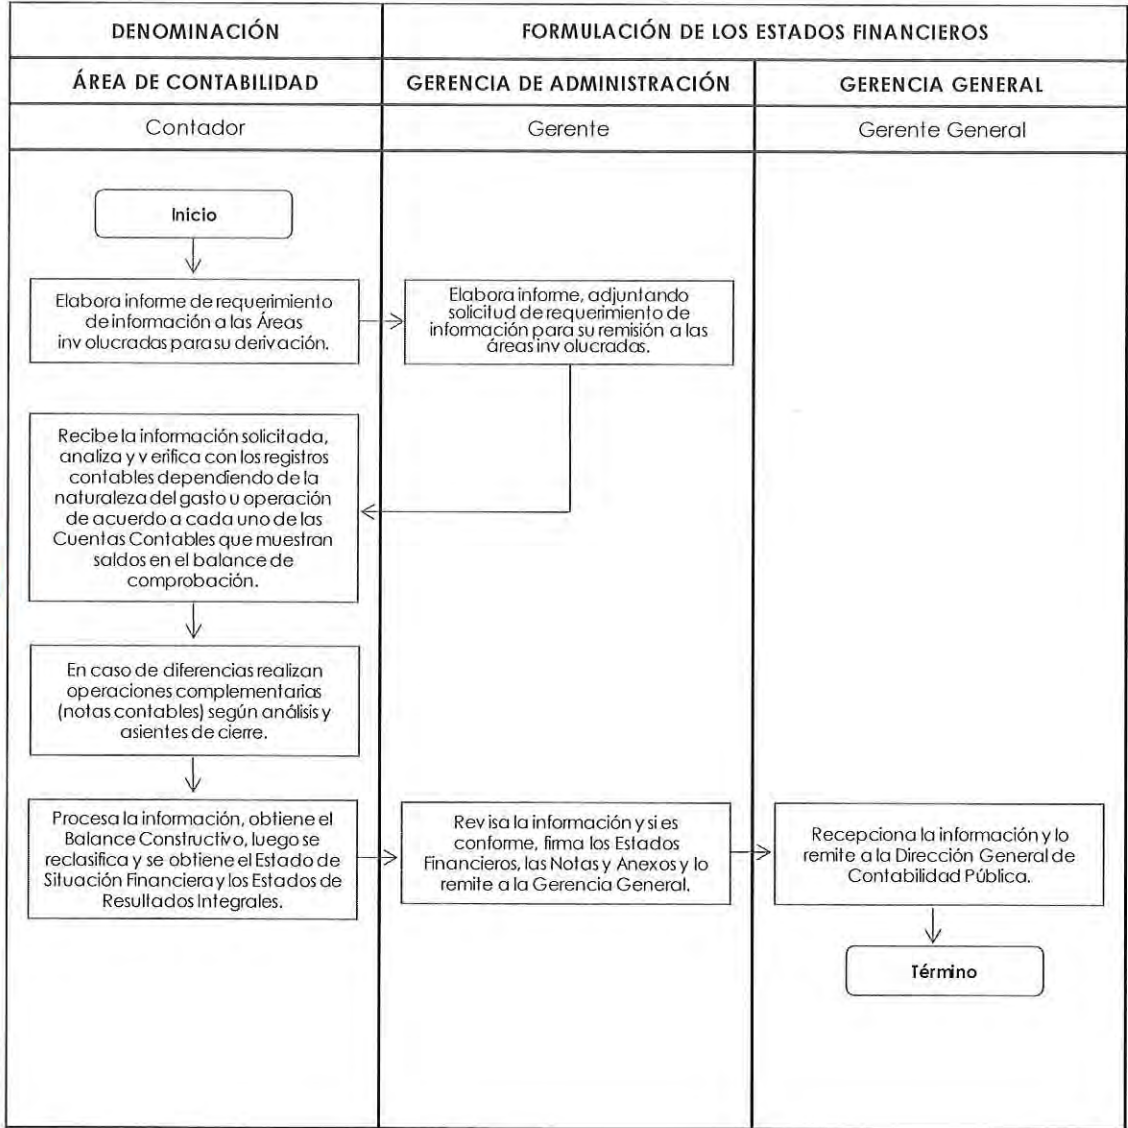 DENOMINACIÓN
FORMULACIÓN DE LOS ESTADOS FINANCIEROS
ÁREA DE CONTABILIDAD
GERENCIA DE ADMINISTRACIÓN
GERENCIA GENERAL
Contador
Gerente
Gerente General
Inicio
Elabora informe de requerimiento
de información a las Áreas
inv olucradas para su derivación.
Elabora informe, adjuntando
solicitud de requerimiento de
información para su remisión a las
áreas inv olucradas.
Recibe la información solicitada,
analiza y v erifica con los registros
contables dependiendo de la
naturaleza del gasto u operación
de acuerdo a cada uno de las
Cuentas Contables que muestran
saldos en el balance de
comprobación.
En caso de diferencias realizan
operaciones complementarias
(notas contables) según análisis y
asientes de cierre.
Procesa la información, obtiene el
Balance Constructivo, luego se
reclasifica y se obtiene el Estado de
Situación Financiera y los Estados de
Resultados Integrales.
Rev isa la información y si es
conforme, firma los Estados
Financieros, las Notas y Anexos y lo
remite a la Gerencia General.
Recepciona la información y lo
remite a la Dirección General de
Contabilidad Pública.
Término